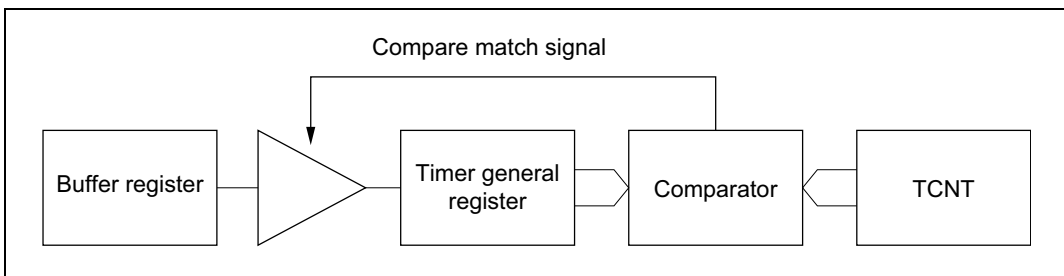 Compare match signal
Buffer register
Timer general
register
Comparator
TCNT